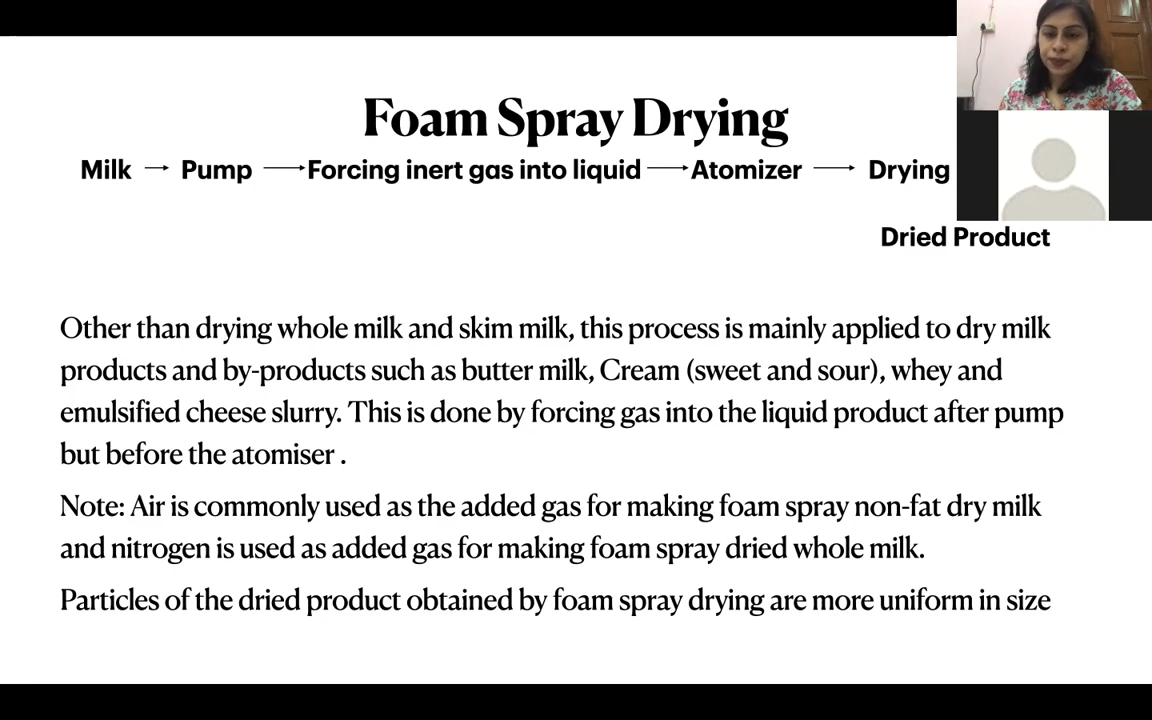 Foam Spray Drying
Milk → Pump → Forcing inert gas into liquid → Atomizer → Drying
Dried Product
Other than drying whole milk and skim milk, this process is mainly applied to dry milk
products and by-products such as butter milk, Cream (sweet and sour), whey and
emulsified cheese slurry. This is done by forcing gas into the liquid product after pump
but before the atomiser .
Note: Air is commonly used as the added gas for making foam spray non-fat dry milk
and nitrogen is used as added gas for making foam spray dried whole milk.
Particles of the dried product obtained by foam spray drying are more uniform in size